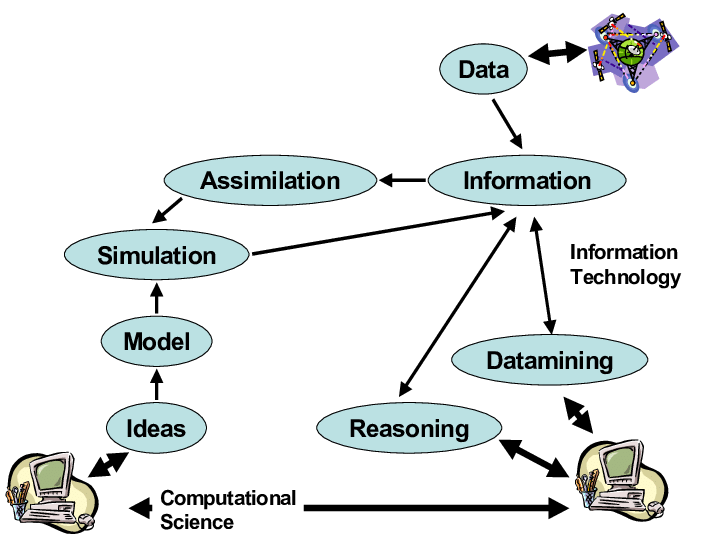 Data
Assimilation
Information
Simulation
Information
Technology
Model
Datamining
Ideas
Reasoning
Computational
Science